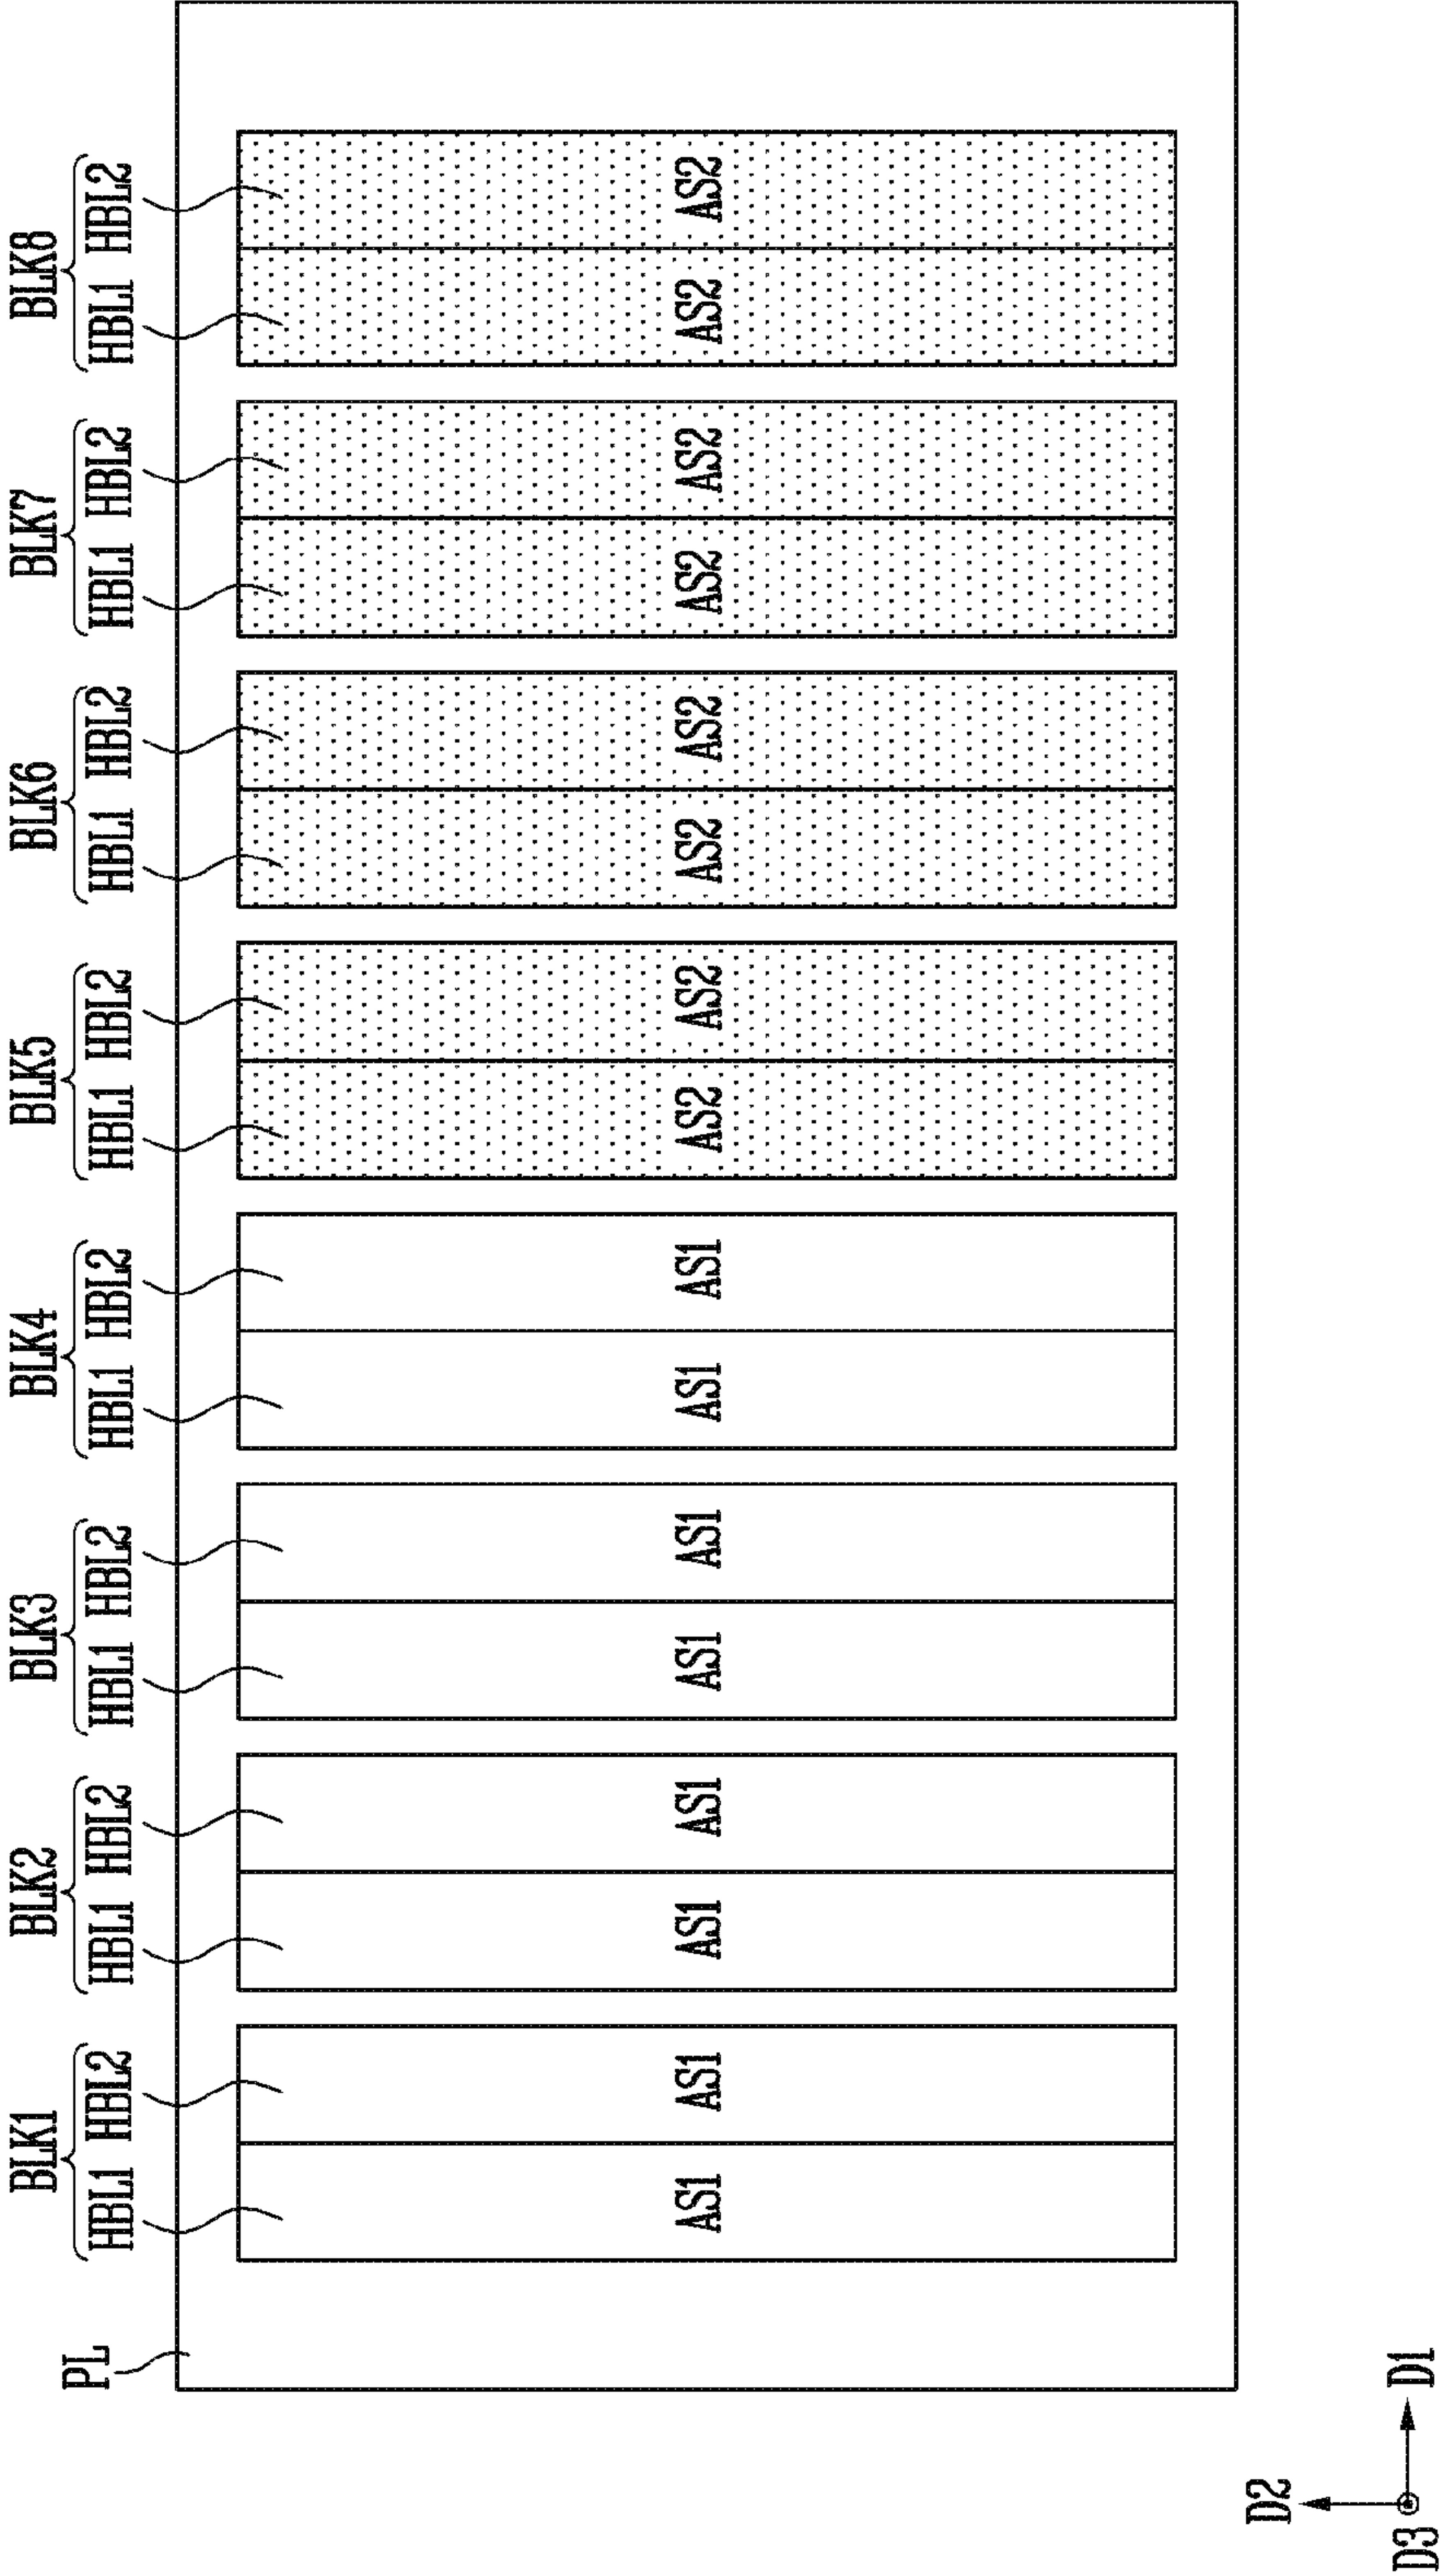 BLK1 BLK2 BLK3 BLK4 BLK5 BLK6 BLK7 BLK8
PL HBL1 HBL2 HBL1 HBL2 HBL1 HBL2 HBL1 HBL2 HBL1 HBL2 HBL1 HBL2 HBL1 HBL2 HBL1 HBL2
AS1 AS1 AS1 AS1 AS1 AS1 AS1 AS1 AS2 AS2 AS2 AS2 AS2 AS2 AS2 AS2
D2
D3 D1